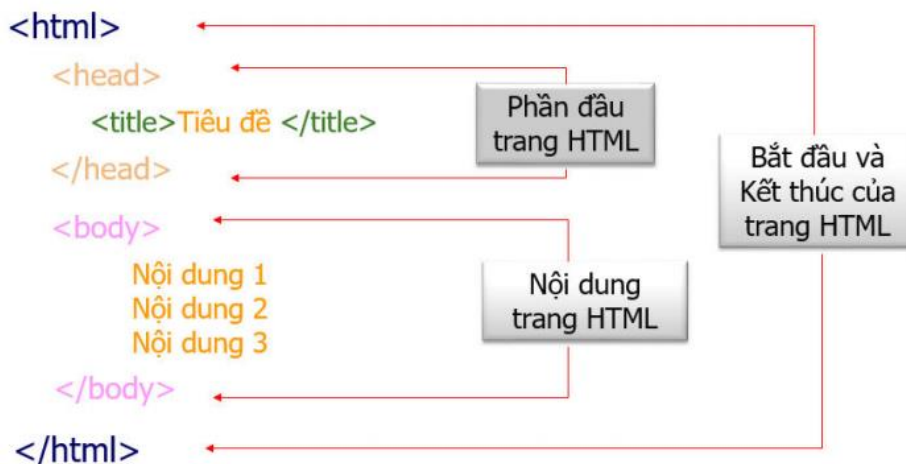 <html>
<head>
<title>Tiêu đề </title>
</head>
<body>
Nội dung 1
Nội dung 2
Nội dung 3
</body>
</html>
Phần đầu
trang HTML
Nội dung
trang HTML
Bắt đầu và
Kết thúc của
trang HTML